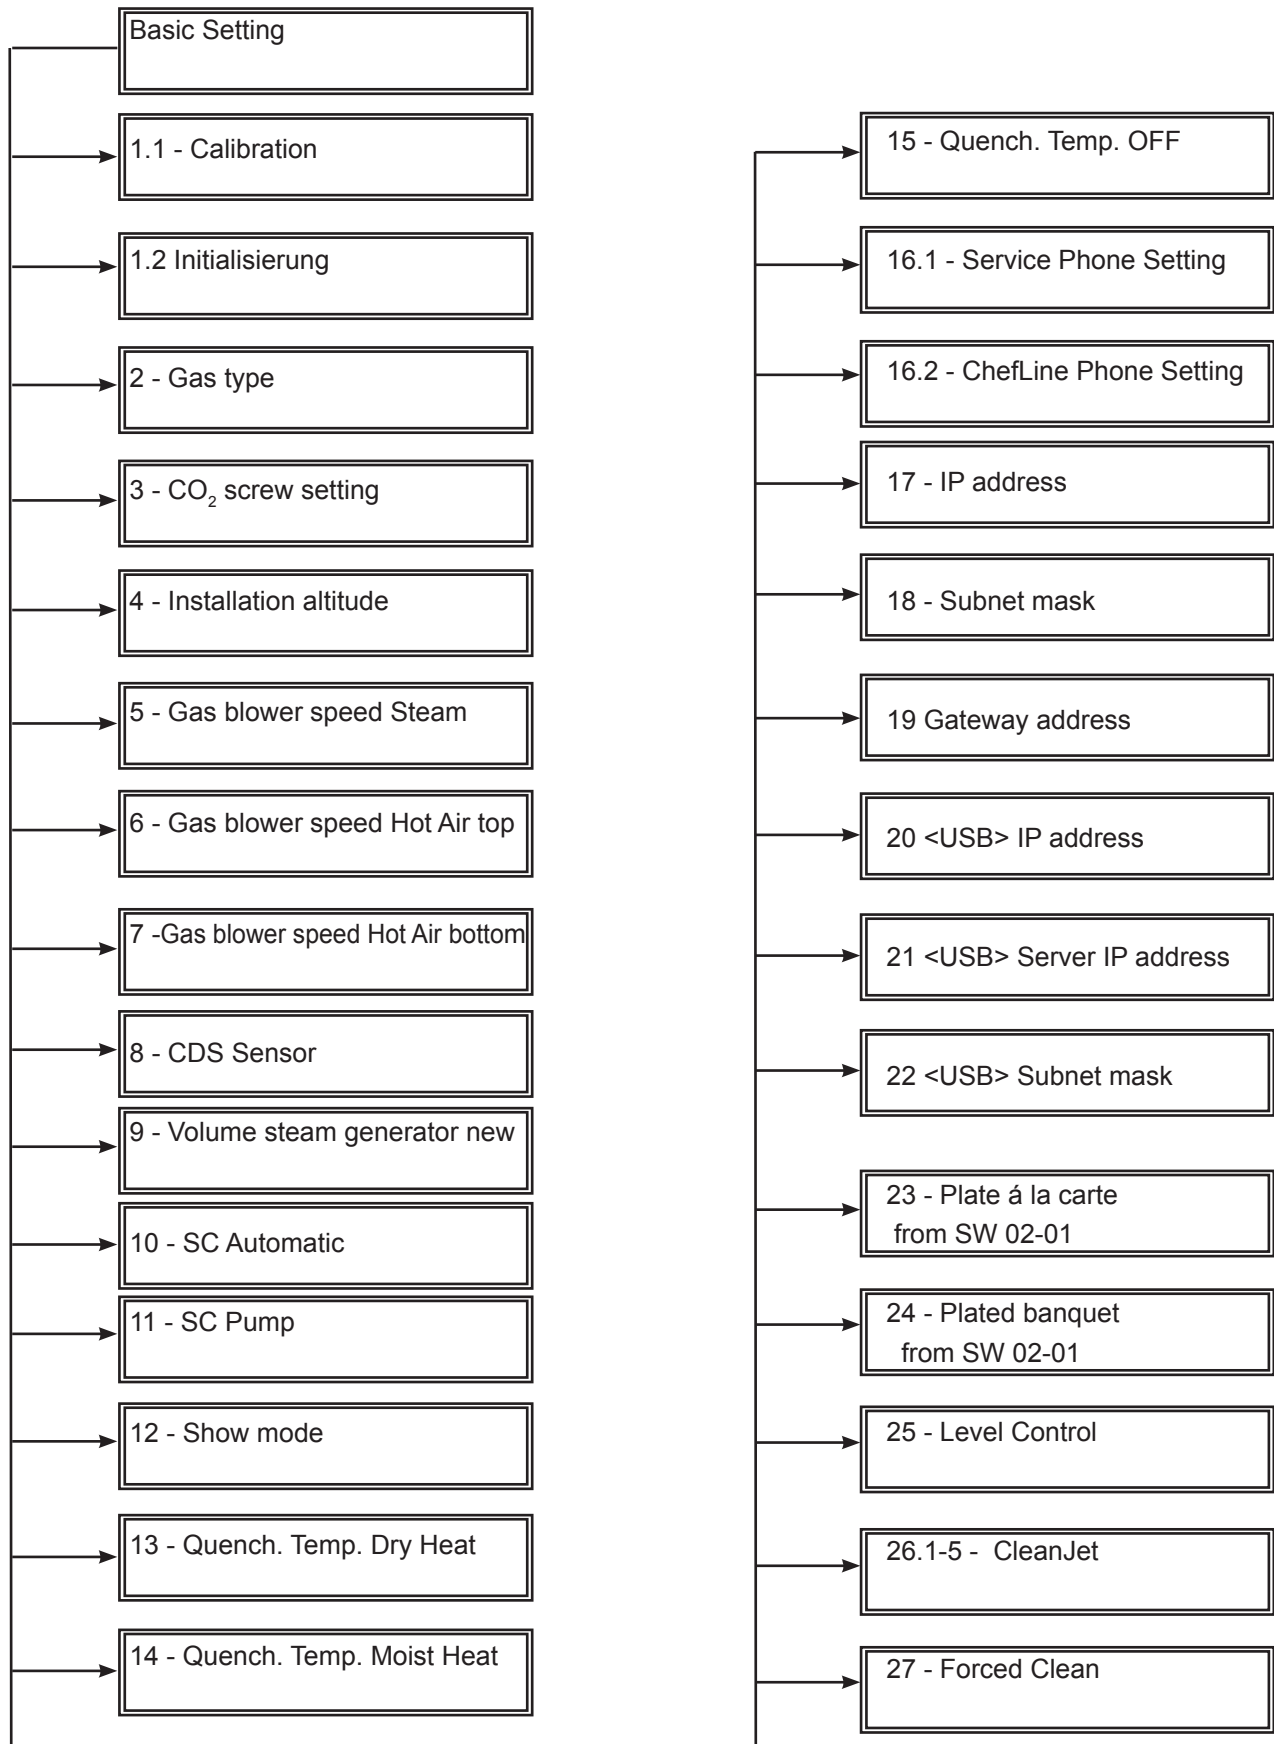 Basic Setting
1.1 - Calibration
1.2 Initialisierung
2 - Gas type
3 - CO2 screw setting
4 - Installation altitude
5 - Gas blower speed Steam
6 - Gas blower speed Hot Air top
7 -Gas blower speed Hot Air bottom
8 - CDS Sensor
9 - Volume steam generator new
10 - SC Automatic
11 - SC Pump
12 - Show mode
13 - Quench. Temp. Dry Heat
14 - Quench. Temp. Moist Heat
15 - Quench. Temp. OFF
16.1 - Service Phone Setting
16.2 - ChefLine Phone Setting
17 - IP address
18 - Subnet mask
19 Gateway address
20 <USB> IP address
21 <USB> Server IP address
22 <USB> Subnet mask
23 - Plate á la carte
from SW 02-01
24 - Plated banquet
from SW 02-01
25 - Level Control
26.1-5 -  CleanJet
27 - Forced Clean